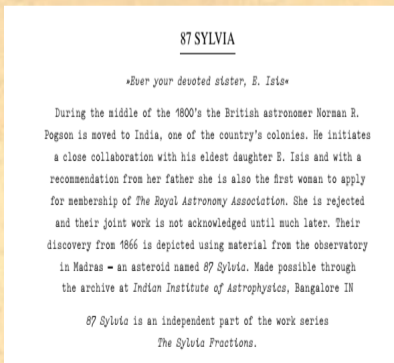 87 SYLVIA
»Ever your devoted sister, E. Isis«
During the middle of the 1800's the British astronomer Norman R.
Pogson is moved to India, one of the country's colonies. He initiates
a close collaboration with his eldest daughter E. Isis and with a
recommendation from her father she is also the first woman to apply
for membership of The Royal Astronomy Association. She is rejected
and their joint work is not acknowledged until much later. Their
discovery from 1866 is depicted using material from the observatory
in Madras – an asteroid named 87 Sylvia. Made possible through
the archive at Indian Institute of Astrophysics, Bangalore IN
87 Sylvia is an independent part of the work series
The Sylvia Fractions.